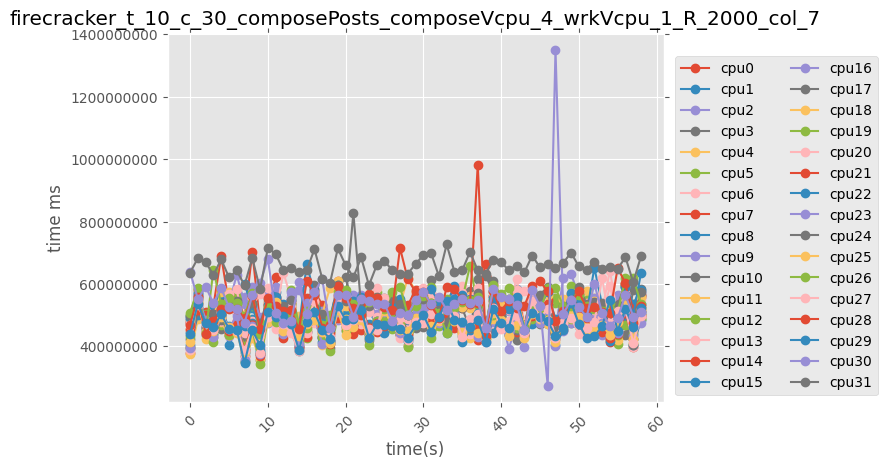 firecracker_t_10_c_30_composePosts_composeVcpu_4_wrkVcpu_1_R_2000_col_7
1400000000
1200000000
1000000000
800000000
600000000
400000000
time ms
0
10
20
30
40
50
60
time(s)
cpu0
cpu1
cpu2
cpu3
cpu4
cpu5
cpu6
cpu7
cpu8
cpu9
cpu10
cpu11
cpu12
cpu13
cpu14
cpu15
cpu16
cpu17
cpu18
cpu19
cpu20
cpu21
cpu22
cpu23
cpu24
cpu25
cpu26
cpu27
cpu28
cpu29
cpu30
cpu31